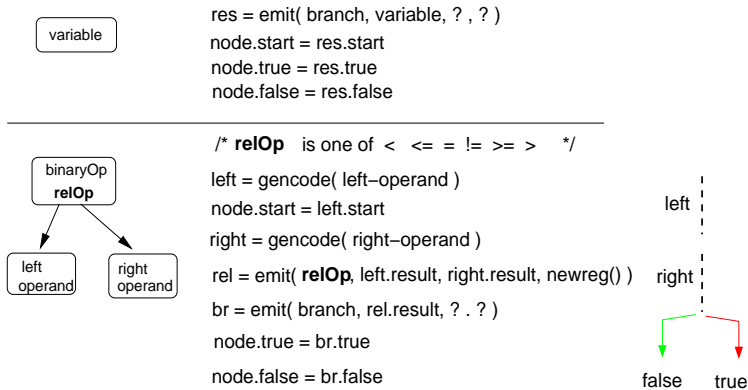 res = emit( branch, variable, ? , ? )
variable
node.start = res.start
node.true = res.true
node.false = res.false
/* relOp is one of < <= = != >= > */
binaryOp
relOp
left = gencode( left−operand )
node.start = left.start
left
right = gencode( right−operand )
left
operand
right
operand
rel = emit( relOp, left.result, right.result, newreg() )
right
br = emit( branch, rel.result, ? . ? )
node.true = br.true
node.false = br.false
false true